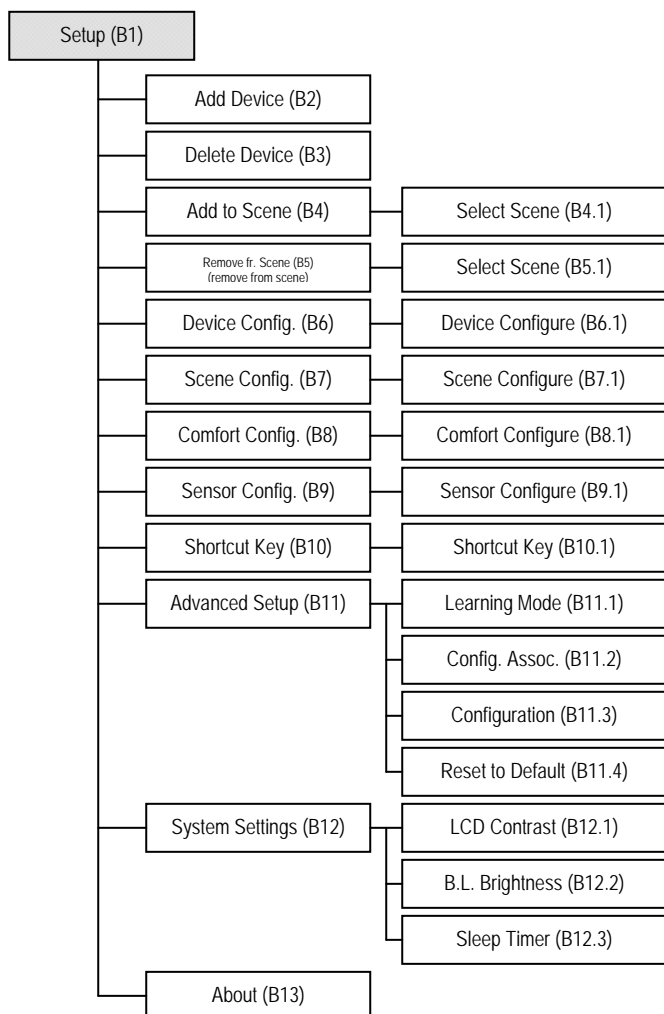 Setup (B1)
Add Device (B2)
Delete Device (B3)
Add to Scene (B4)
Select Scene (B4.1)
Remove fr. Scene (B5)
(remove from scene)
Select Scene (B5.1)
Device Config. (B6)
Device Configure (B6.1)
Scene Config. (B7)
Scene Configure (B7.1)
Comfort Config. (B8)
Comfort Configure (B8.1)
Sensor Config. (B9)
Sensor Configure (B9.1)
Shortcut Key (B10)
Shortcut Key (B10.1)
Advanced Setup (B11)
Learning Mode (B11.1)
Config. Assoc. (B11.2)
Configuration (B11.3)
Reset to Default (B11.4)
System Settings (B12)
LCD Contrast (B12.1)
B.L. Brightness (B12.2)
Sleep Timer (B12.3)
About (B13)